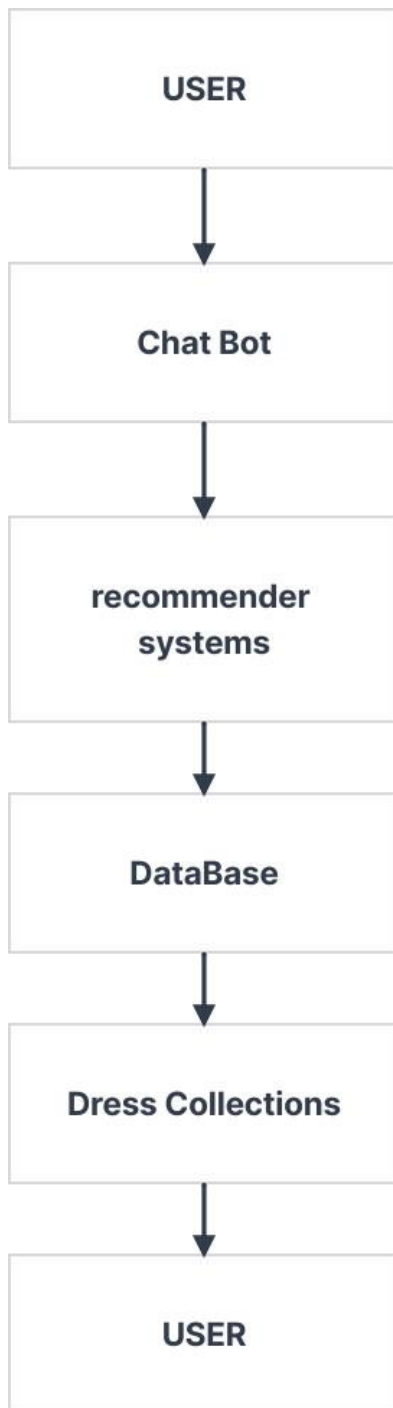 USER
Chat Bot
recommender
systems
DataBase
Dress Collections
USER